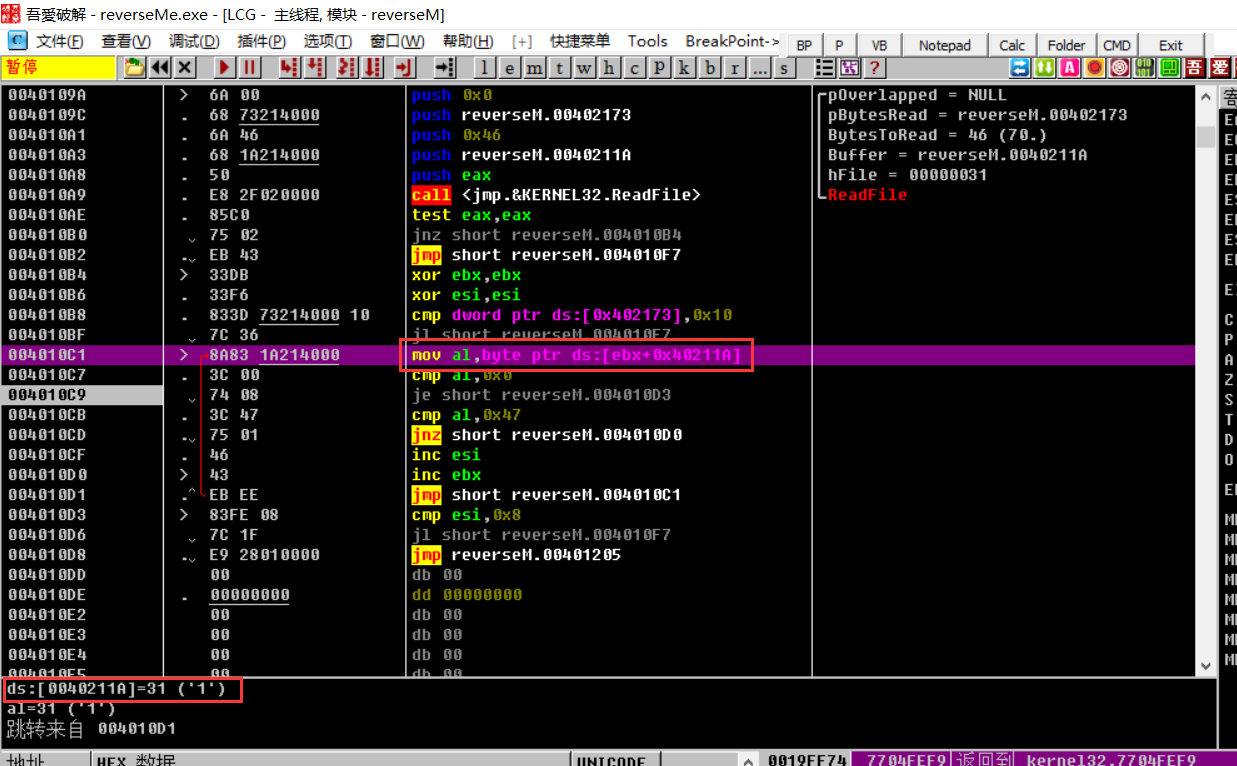 吾愛破解 - reverseMe.exe - [LCG - 主线程, 模块 - reverseM]
C 文件(F) 查看(V) 调试(D) 插件(P) 选项(T) 窗口(W) 帮助(H) [+] 快捷菜单 Tools BreakPoint-> BP P VB Notepad Calc Folder CMD Exit
暂停 l e m t w h c P k b r ... s ? A 吾 爱
0040109A > 6A 00 push 0x0 pOverlapped = NULL
0040109C . 68 73214000 push reverseM.00402173 pBytesRead = reverseM.00402173
004010A1 . 6A 46 push 0x46 BytesToRead = 46 (70.)
004010A3 . 68 1A214000 push reverseM.0040211A Buffer = reverseM.0040211A
004010A8 . 50 push eax hFile = 00000031
004010A9 . E8 2F020000 call <jmp.&KERNEL32.ReadFile> ReadFile
004010AE . 85C0 test eax,eax
004010B0 75 02 jnz short reverseM.004010B4
004010B2 . EB 43 jmp short reverseM.004010F7
004010B4 > 33DB xor ebx,ebx
004010B6 . 33F6 xor esi,esi
004010B8 . 833D 73214000 10 cmp dword ptr ds:[0x402173],0x10
004010BF 7C 36 jl short reverseM.004010F7
004010C1 > 8A83 1A214000 mov al,byte ptr ds:[ebx+0x40211A]
004010C7 . 3C 00 cmp al,0x0
004010C9 74 08 je short reverseM.004010D3
004010CB . 3C 47 cmp al,0x47
004010CD . 75 01 jnz short reverseM.004010D0
004010CF . 46 inc esi
004010D0 > 43 inc ebx
004010D1 .^ EB EE jmp short reverseM.004010C1
004010D3 > 83FE 08 cmp esi,0x8
004010D6 7C 1F jl short reverseM.004010F7
004010D8 . E9 28010000 jmp reverseM.00401205
004010DD 00 db 00
004010DE . 00000000 dd 00000000
004010E2 00 db 00
004010E3 00 db 00
004010E4 00 db 00
004010E5 00 db 00
ds:[0040211A]=31 ('1')
al=31 ('1')
跳转来自 004010D1
地址 HEX 数据 UNICODE 0019FF74 7704FEF9 返回到 kernel32.7704FEF9